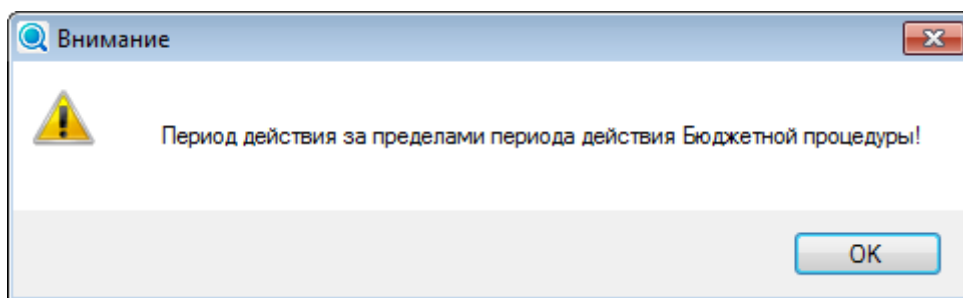 Внимание
Период действия за пределами периода действия Бюджетной процедуры!
OK